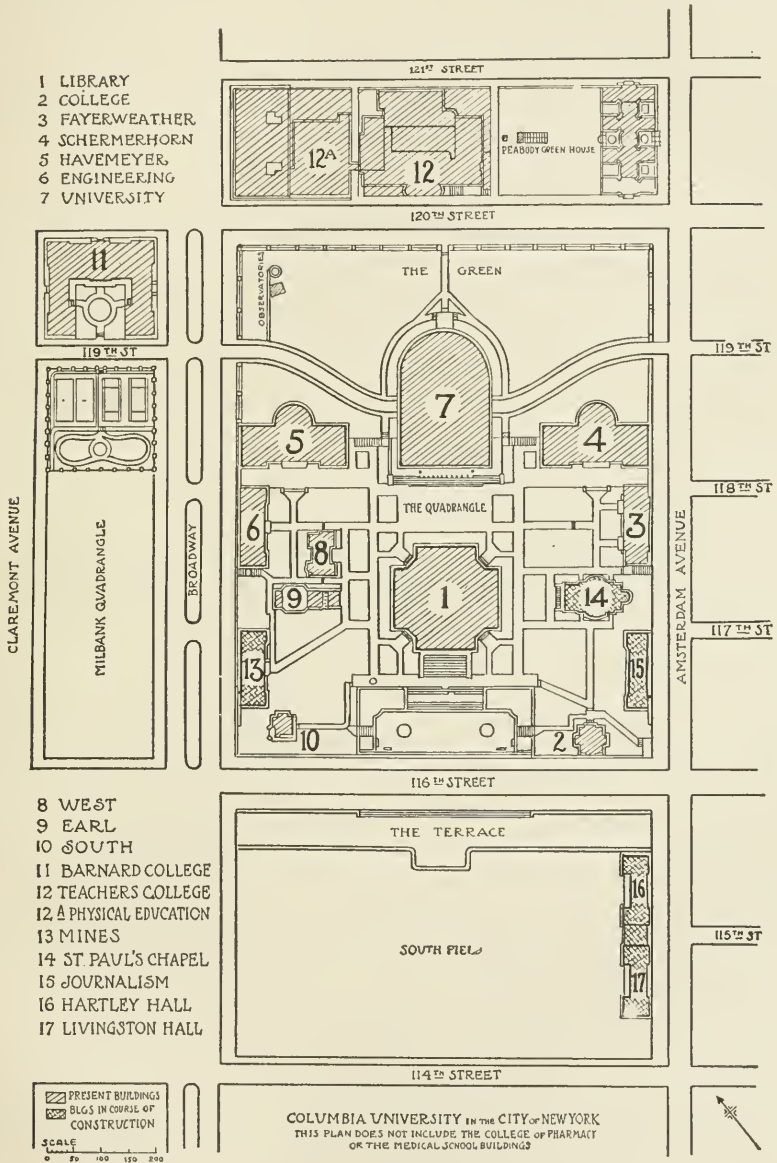 121ST STREET
1 LIBRARY
2 COLLEGE
3 FAYERWEATHER
4 SCHERMERHORN
5 HAVEMEYER
6 ENGINEERING
7 UNIVERSITY
12A
12
PEABODY GREEN HOUSE
120TH STREET
11
OBSERVATORIES
THE GREEN
119TH ST
119TH ST
7
5
4
118TH ST
THE QUADRANGLE
6
3
8
CLAREMONT AVENUE
MILBANK QUADRANGLE
BROADWAY
AMSTERDAM AVENUE
9
1
14
117TH ST
13
15
10
2
116TH STREET
8 WEST
9 EARL
10 SOUTH
11 BARNARD COLLEGE
12 TEACHERS COLLEGE
12A PHYSICAL EDUCATION
13 MINES
14 ST. PAUL'S CHAPEL
15 JOURNALISM
16 HARTLEY HALL
17 LIVINGSTON HALL
THE TERRACE
16
115TH ST
SOUTH FIELD
17
114TH STREET
PRESENT BUILDINGS
BLGS IN COURSE OF
CONSTRUCTION
SCALE
0 50 100 150 200
COLUMBIA UNIVERSITY IN THE CITY OF NEW YORK
THIS PLAN DOES NOT INCLUDE THE COLLEGE OF PHARMACY
OR THE MEDICAL SCHOOL BUILDINGS